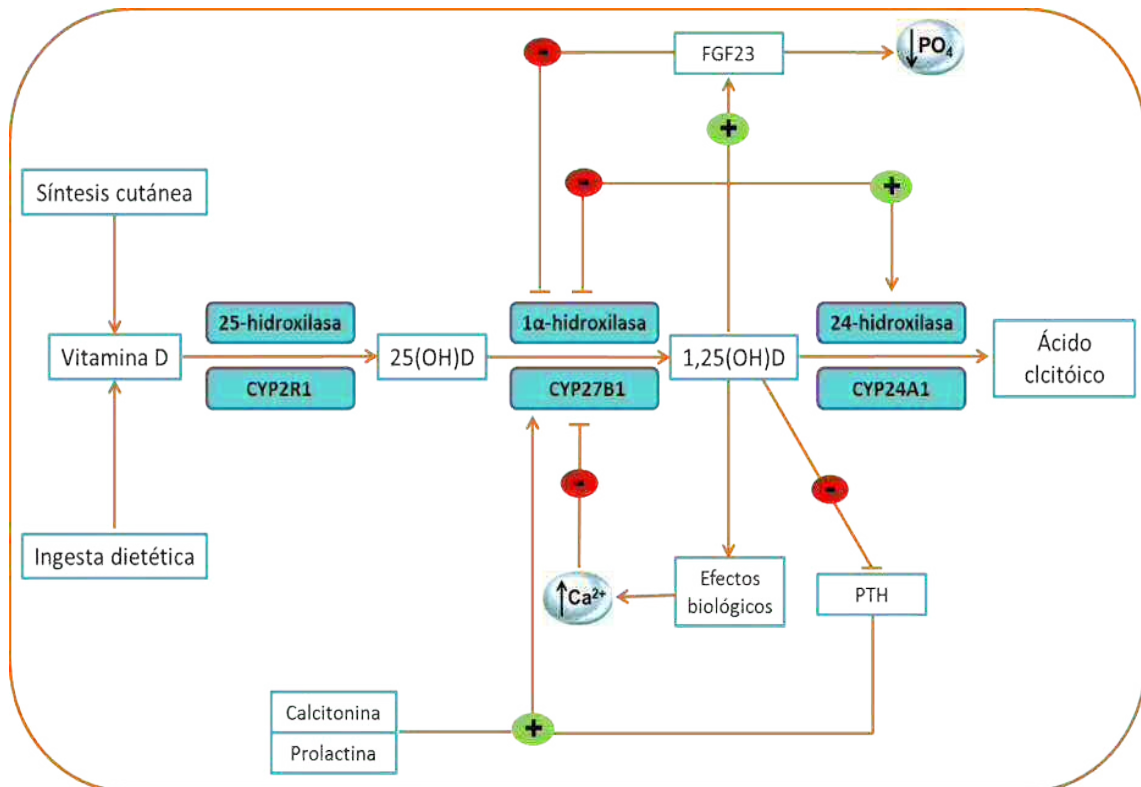 -
FGF23
↓PO₄
+
Síntesis cutánea
-
+
25-hidroxilasa
1α-hidroxilasa
24-hidroxilasa
Vitamina D
25(OH)D
1,25(OH)D
Ácido
clcitóico
CYP2R1
CYP27B1
CYP24A1
-
-
Ingesta dietética
↑Ca²⁺
Efectos
biológicos
PTH
Calcitonina
+
Prolactina